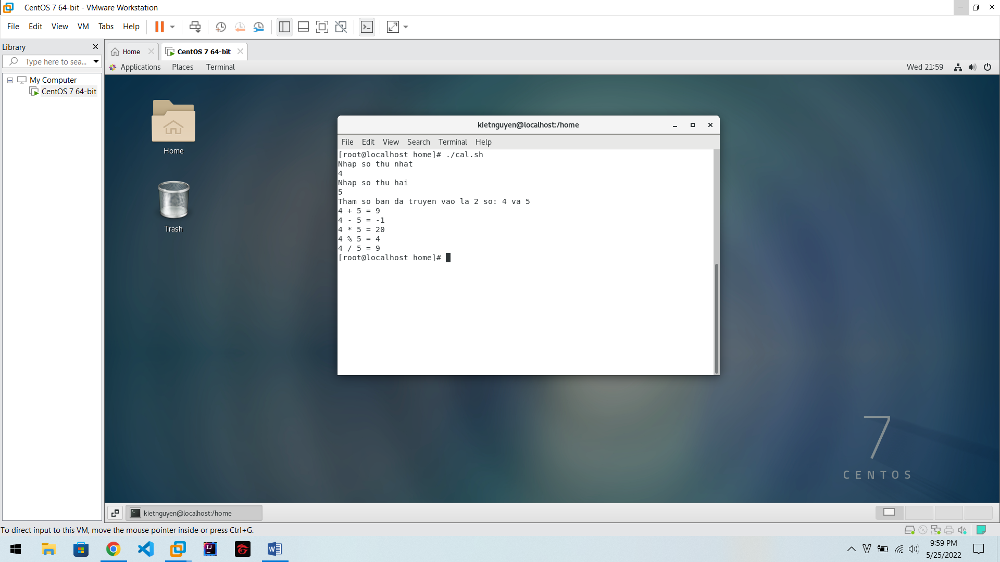 CentOS 7 64-bit - VMware Workstation
File Edit View VM Tabs Help
Library
Type here to sea...
My Computer
CentOS 7 64-bit
Home
CentOS 7 64-bit
Applications Places Terminal
Wed 21:59
Home
Trash
kietnguyen@localhost:/home
File Edit View Search Terminal Help
[root@localhost home]# ./cal.sh
Nhap so thu nhat
4
Nhap so thu hai
5
Tham so ban da truyen vao la 2 so: 4 va 5
4 + 5 = 9
4 - 5 = -1
4 * 5 = 20
4 % 5 = 4
4 / 5 = 9
[root@localhost home]#
7
CENTOS
kietnguyen@localhost:/home
To direct input to this VM, move the mouse pointer inside or press Ctrl+G.
9:59 PM
5/25/2022